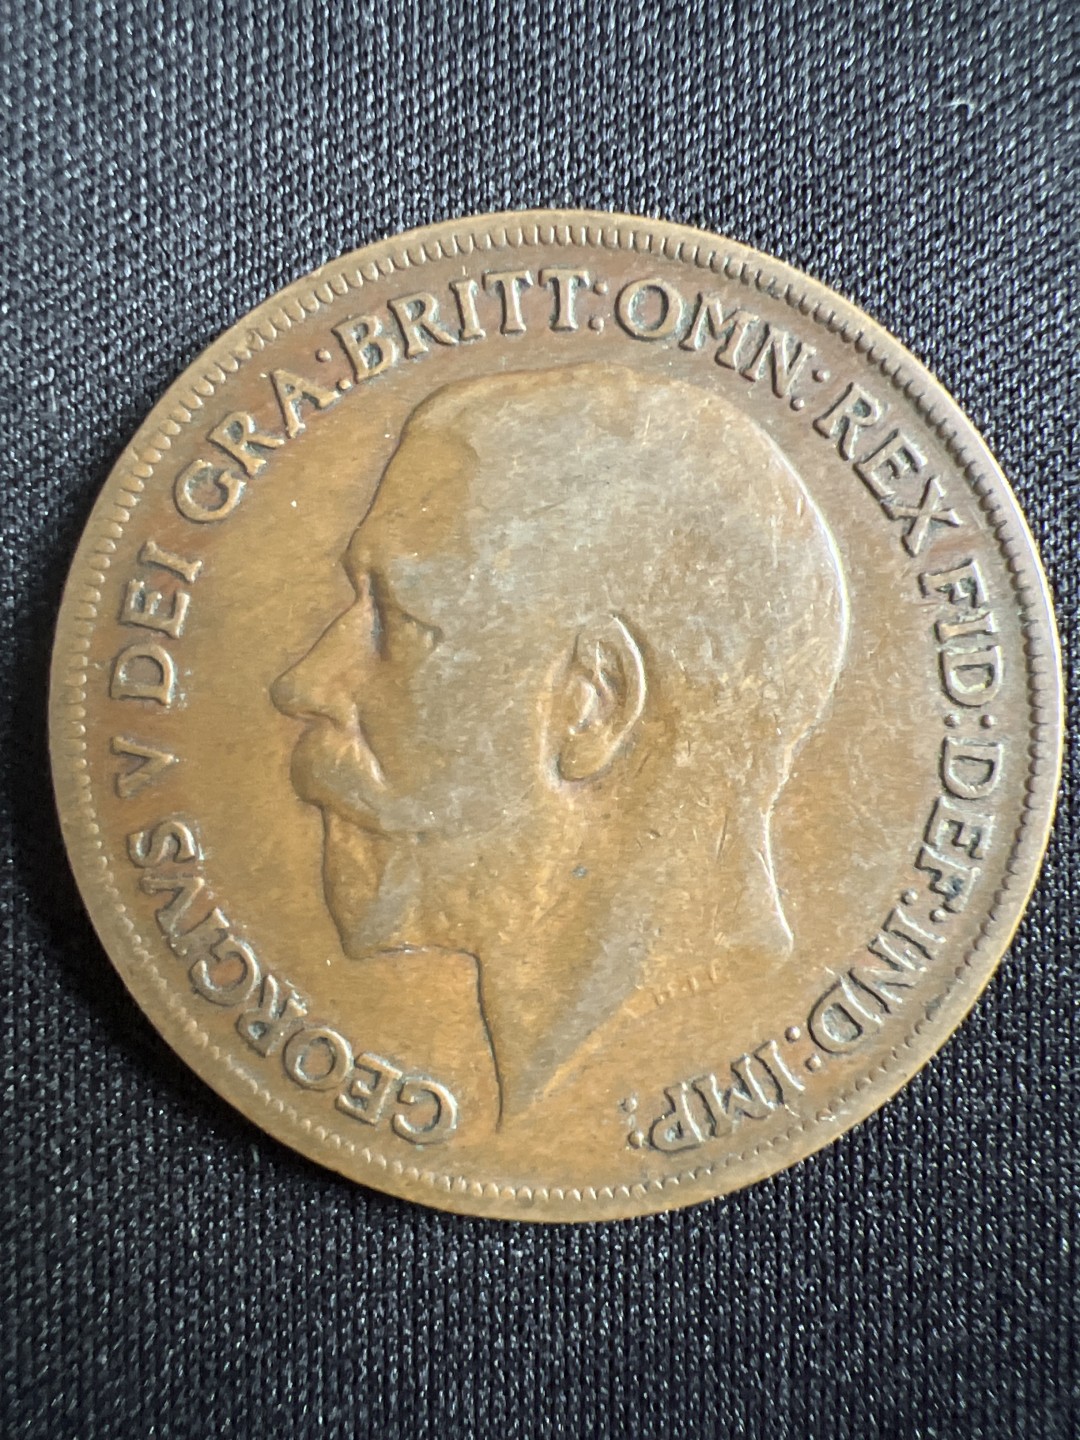 GEORGIVS V DEI GRA:BRITT:OMN:REX FID:DEF:IND:IMP: